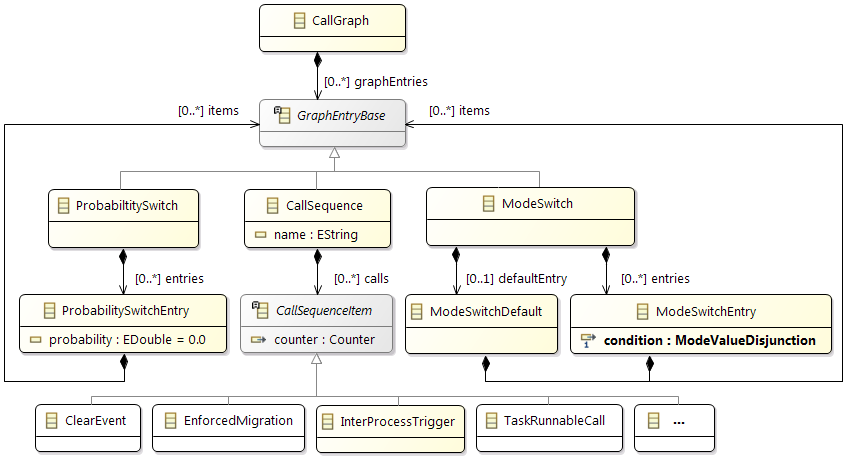 CallGraph
[0..*] graphEntries
[0..*] items
[0..*] items
GraphEntryBase
ProbabiltitySwitch
CallSequence
name : EString
ModeSwitch
[0..*] entries
[0..*] calls
[0..1] defaultEntry
[0..*] entries
ProbabilitySwitchEntry
probability : EDouble = 0.0
CallSequenceItem
counter : Counter
ModeSwitchDefault
ModeSwitchEntry
condition : ModeValueDisjunction
ClearEvent
EnforcedMigration
InterProcessTrigger
TaskRunnableCall
...